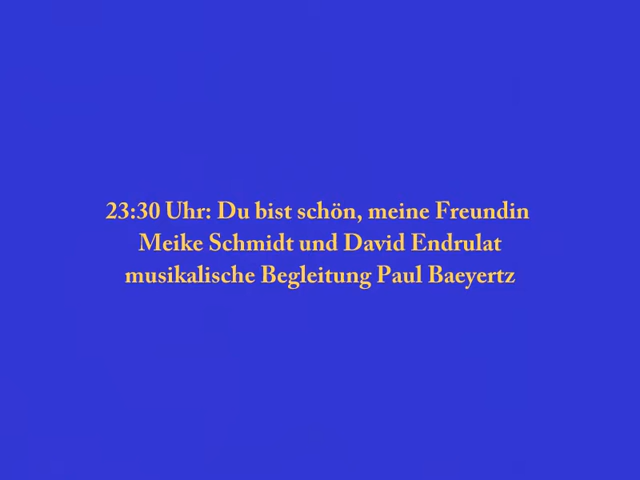 23:30 Uhr: Du bist schön, meine Freundin
Meike Schmidt und David Endrulat
musikalische Begleitung Paul Baeyertz